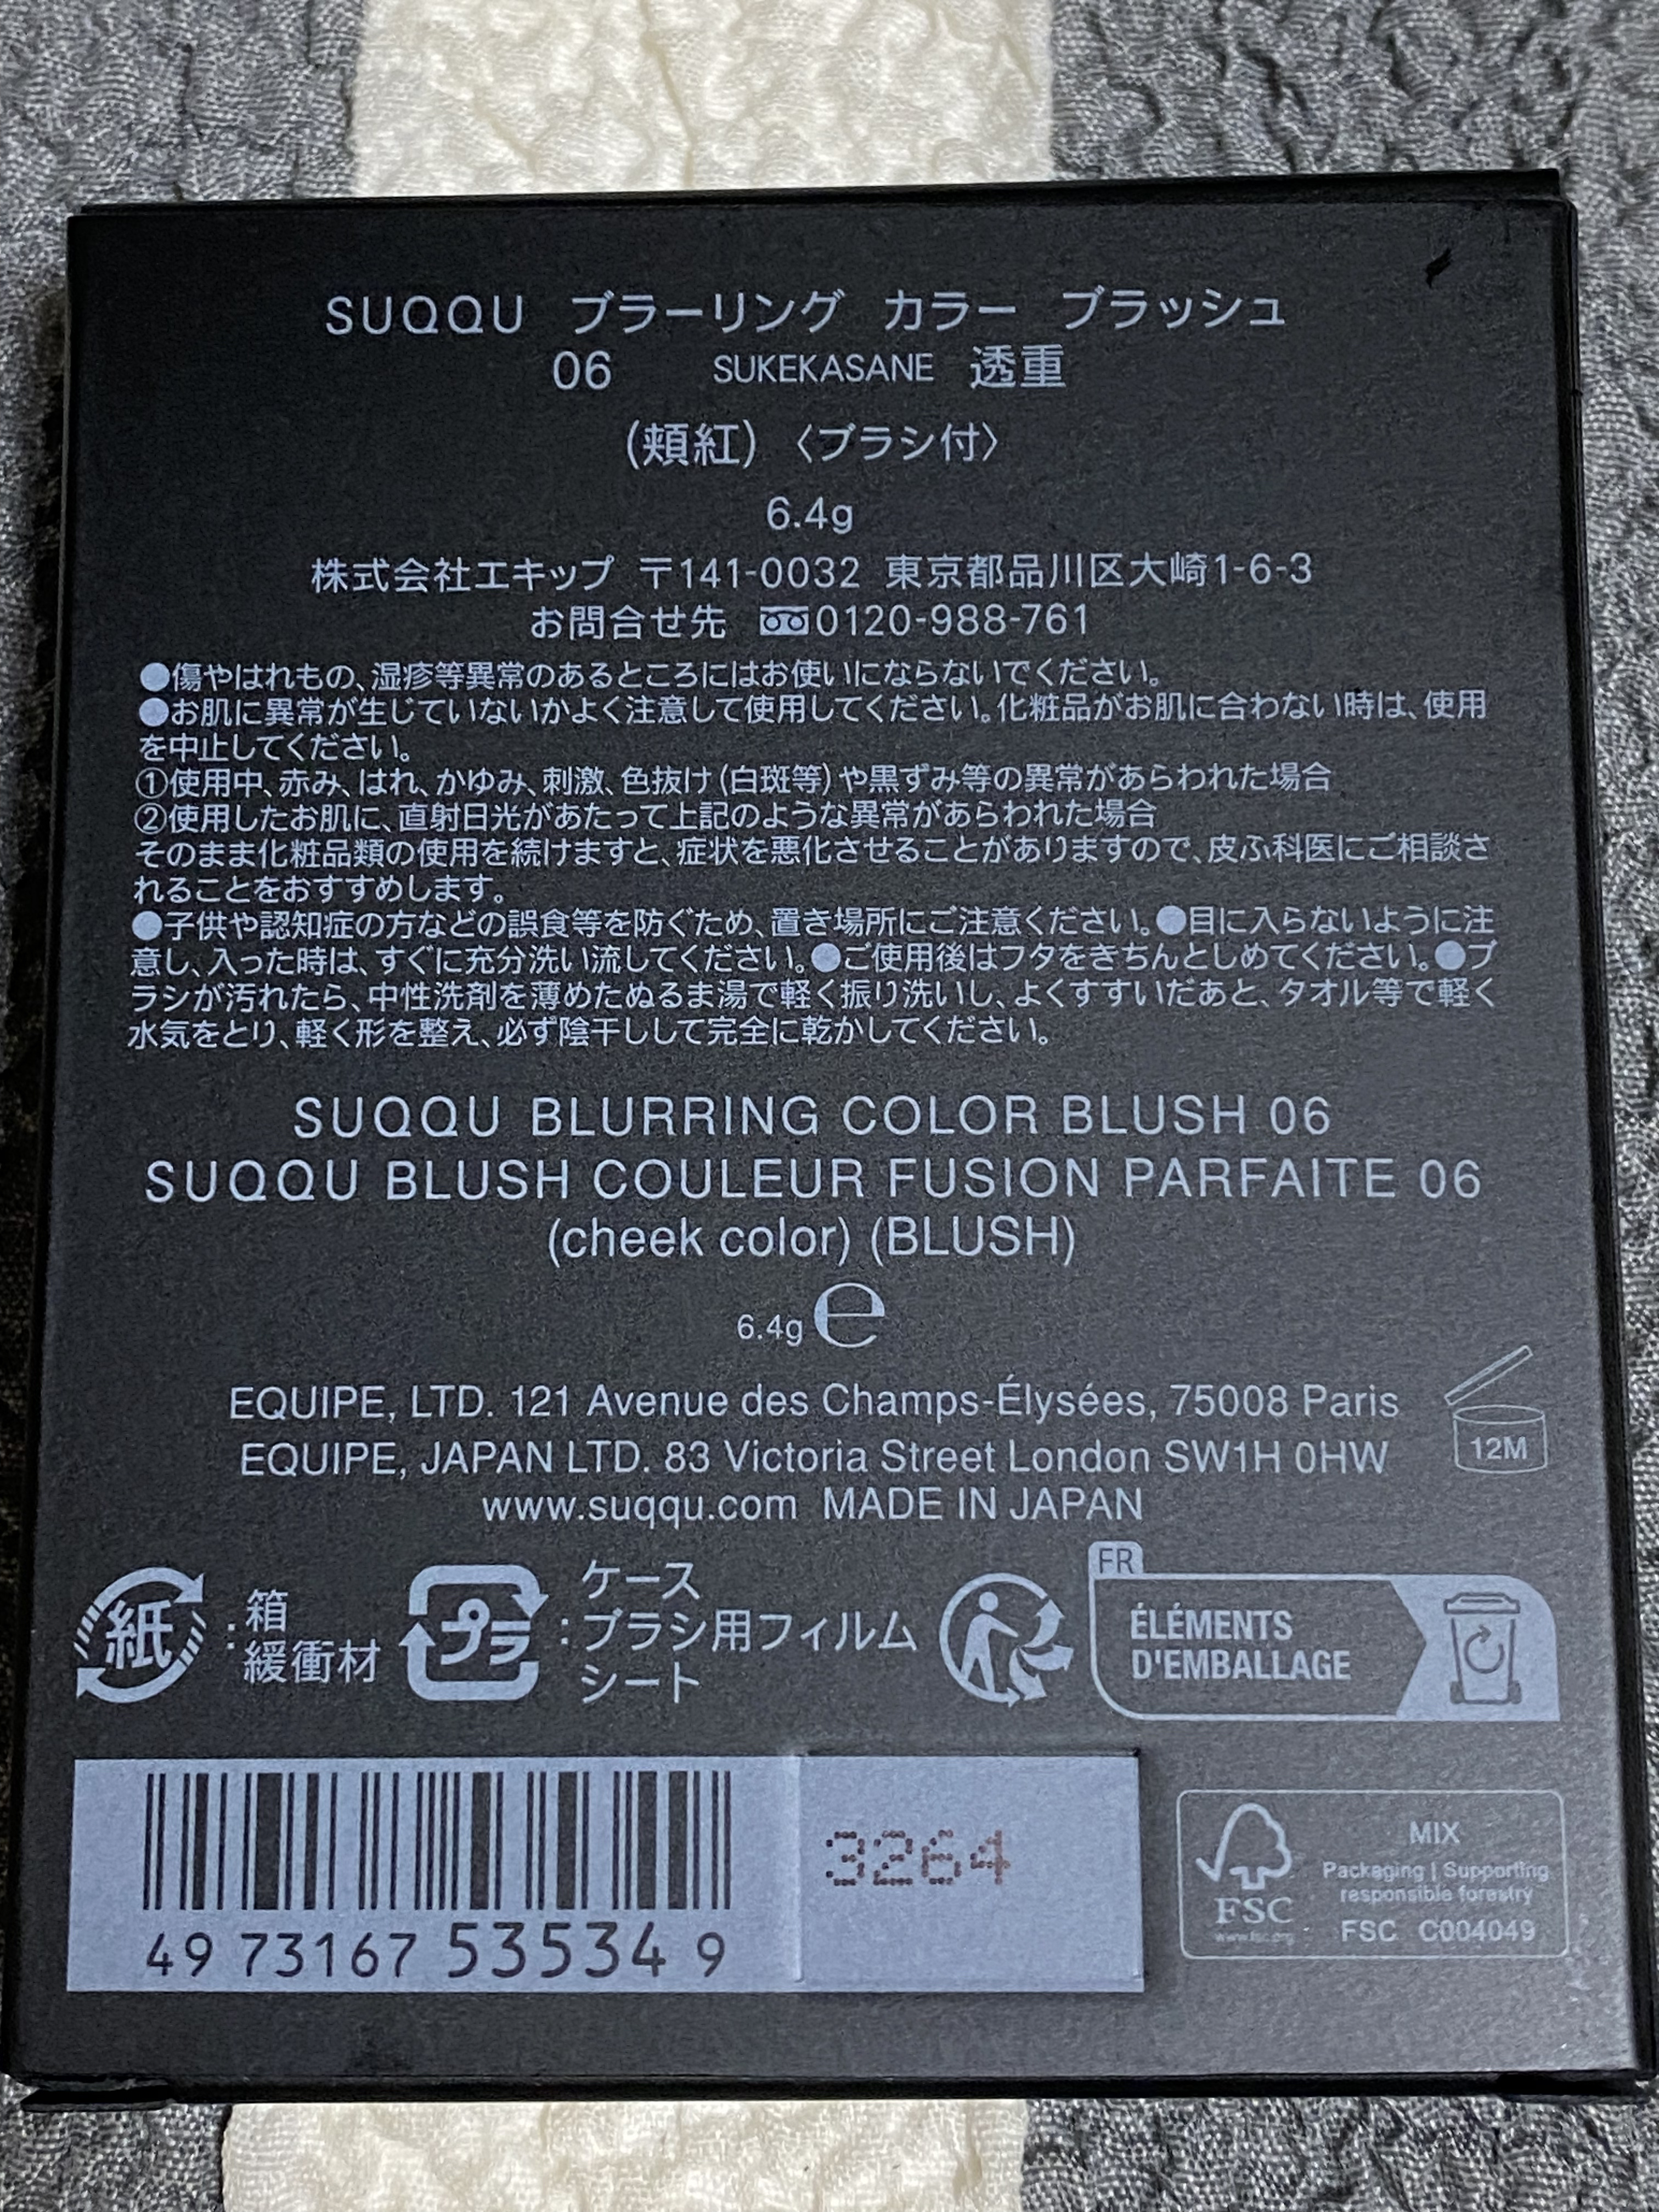 SUQQU ブラーリング カラー ブラッシュ
06 SUKEKASANE 透重
(頬紅)〈ブラシ付〉
6.4g
株式会社エキップ 〒141-0032 東京都品川区大崎1-6-3
お問合せ先 0120-988-761
●傷やはれもの、湿疹等異常のあるところにはお使いにならないでください。
●お肌に異常が生じていないかよく注意して使用してください。化粧品がお肌に合わない時は、使用
を中止してください。
①使用中、赤み、はれ、かゆみ、刺激、色抜け(白斑等)や黒ずみ等の異常があらわれた場合
②使用したお肌に、直射日光があたって上記のような異常があらわれた場合
そのまま化粧品類の使用を続けますと、症状を悪化させることがありますので、皮ふ科医にご相談さ
れることをおすすめします。
●子供や認知症の方などの誤食等を防ぐため、置き場所にご注意ください。●目に入らないように注
意し、入った時は、すぐに充分洗い流してください。●ご使用後はフタをきちんとしめてください。●ブ
ラシが汚れたら、中性洗剤を薄めたぬるま湯で軽く振り洗いし、よくすすいだあと、タオル等で軽く
水気をとり、軽く形を整え、必ず陰干しして完全に乾かしてください。
SUQQU BLURRING COLOR BLUSH 06
SUQQU BLUSH COULEUR FUSION PARFAITE 06
(cheek color) (BLUSH)
6.4g ℮
EQUIPE, LTD. 121 Avenue des Champs-Élysées, 75008 Paris
EQUIPE, JAPAN LTD. 83 Victoria Street London SW1H 0HW
12M
www.suqqu.com MADE IN JAPAN
紙:箱
緩衝材
プラ:ケース
ブラシ用フィルム
シート
FR
ÉLÉMENTS
D'EMBALLAGE
4973167535349
3264
FSC
www.fsc.org
MIX
Packaging | Supporting
responsible forestry
FSC C004049